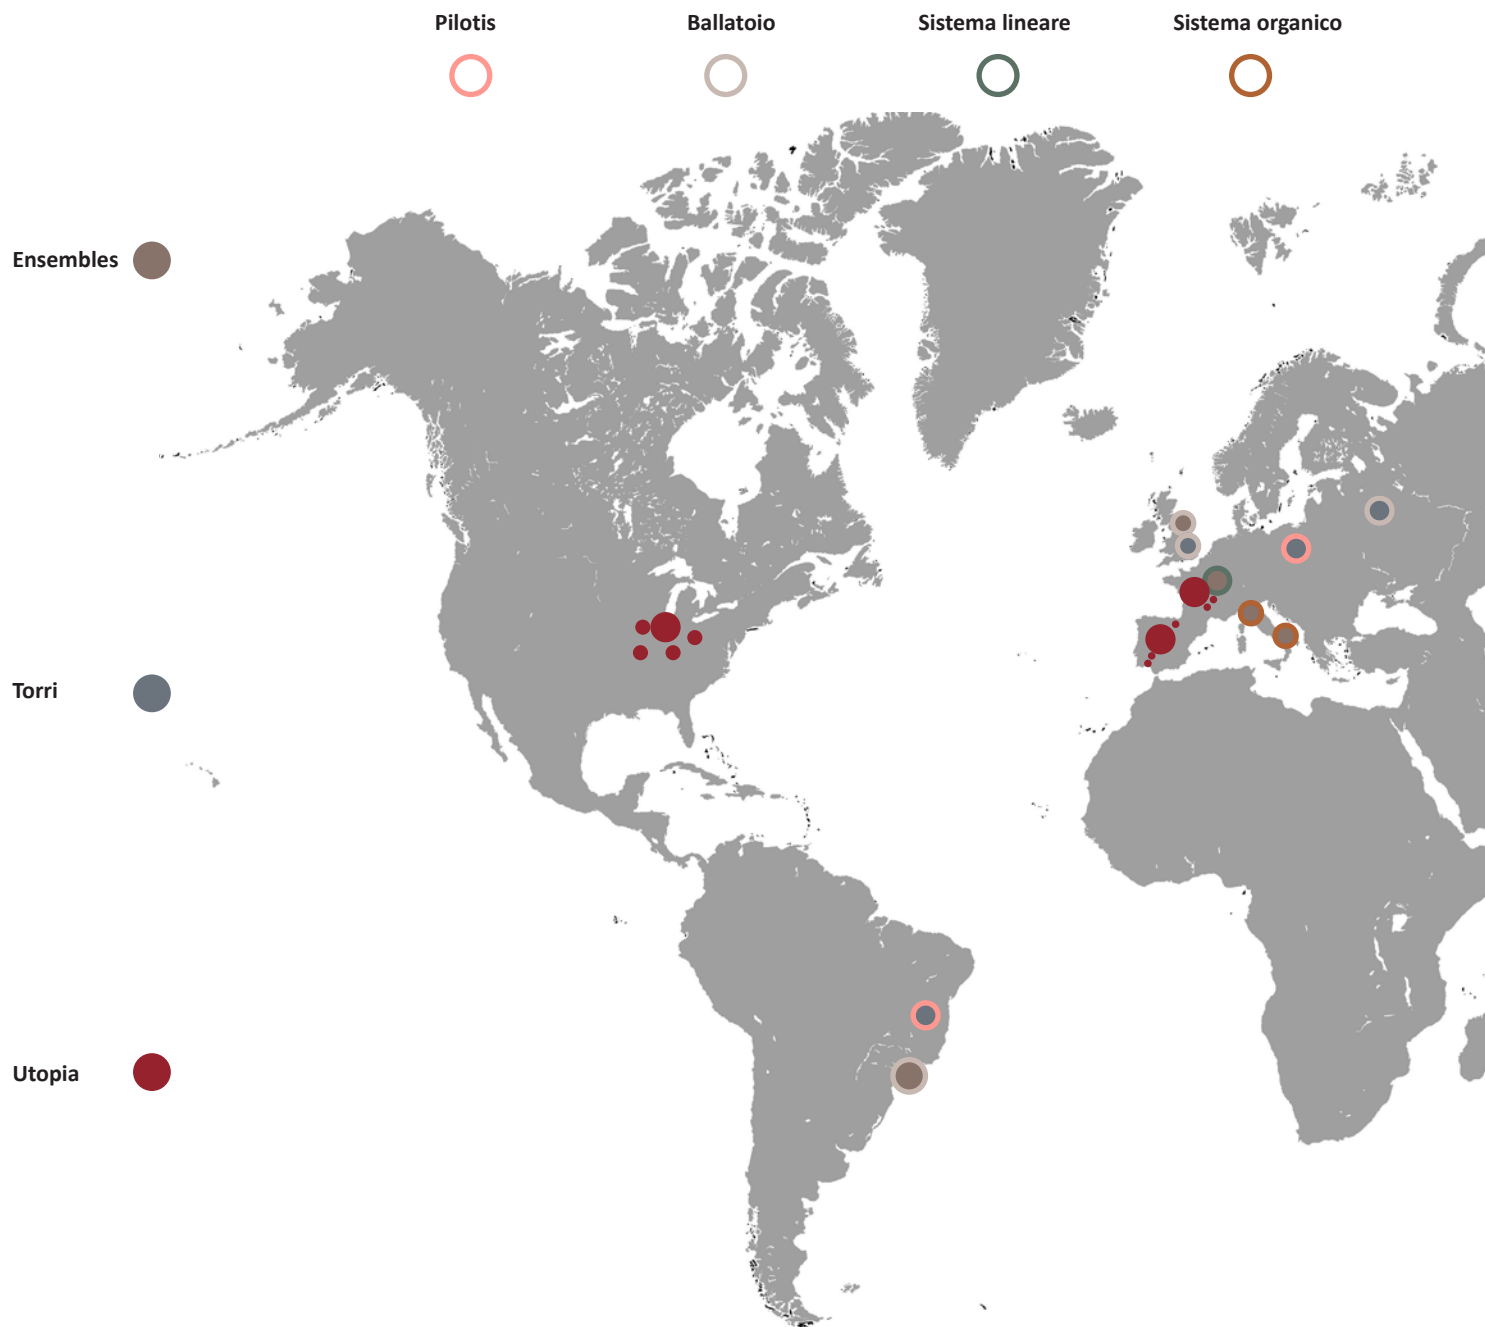 Pilotis
Ballatoio
Sistema lineare
Sistema organico
Ensembles
Torri
Utopia